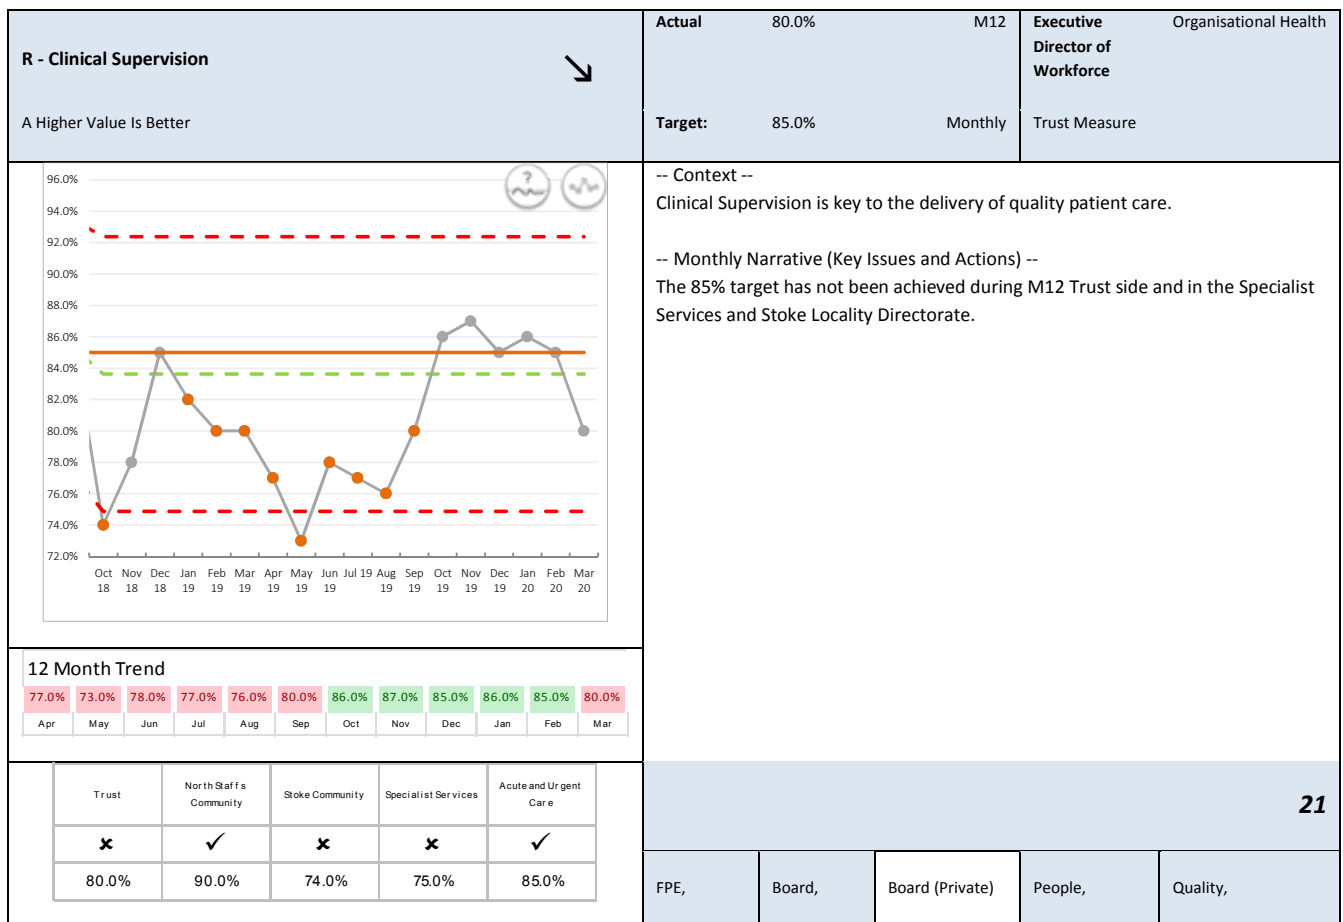 R - Clinical Supervision
A Higher Value Is Better
Actual 80.0% M12
Target: 85.0% Monthly
Executive Director of Workforce
Organisational Health
Trust Measure
96.0%
94.0%
92.0%
90.0%
88.0%
86.0%
84.0%
82.0%
80.0%
78.0%
76.0%
74.0%
72.0%
?
Oct Nov Dec Jan Feb Mar Apr May Jun Jul 19 Aug Sep Oct Nov Dec Jan Feb Mar
18 18 18 19 19 19 19 19 19 19 19 19 19 19 20 20 20
-- Context --
Clinical Supervision is key to the delivery of quality patient care.
-- Monthly Narrative (Key Issues and Actions) --
The 85% target has not been achieved during M12 Trust side and in the Specialist
Services and Stoke Locality Directorate.
12 Month Trend
77.0% 73.0% 78.0% 77.0% 76.0% 80.0% 86.0% 87.0% 85.0% 86.0% 85.0% 80.0%
Apr May Jun Jul Aug Sep Oct Nov Dec Jan Feb Mar
Trust North Staffs Community Stoke Community Specialist Services Acute and Urgent Care
✘ ✓ ✘ ✘ ✓
80.0% 90.0% 74.0% 75.0% 85.0%
21
FPE, Board, Board (Private) People, Quality,